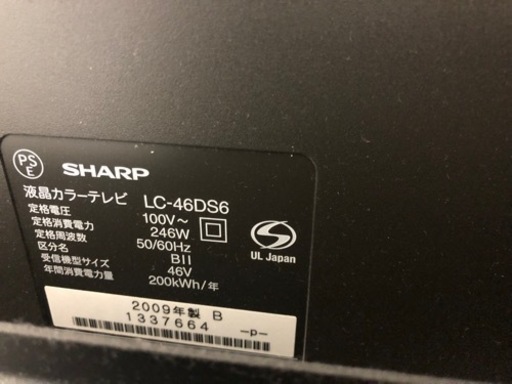 PS
E
SHARP
液晶カラーテレビ LC-46DS6
定格電圧 100V～
定格消費電力 246W
定格周波数 50/60Hz
区分名 BII
受信機型サイズ 46V
年間消費電力量 200kWh/年
S
UL Japan
2009年製 B
1337664 -p-